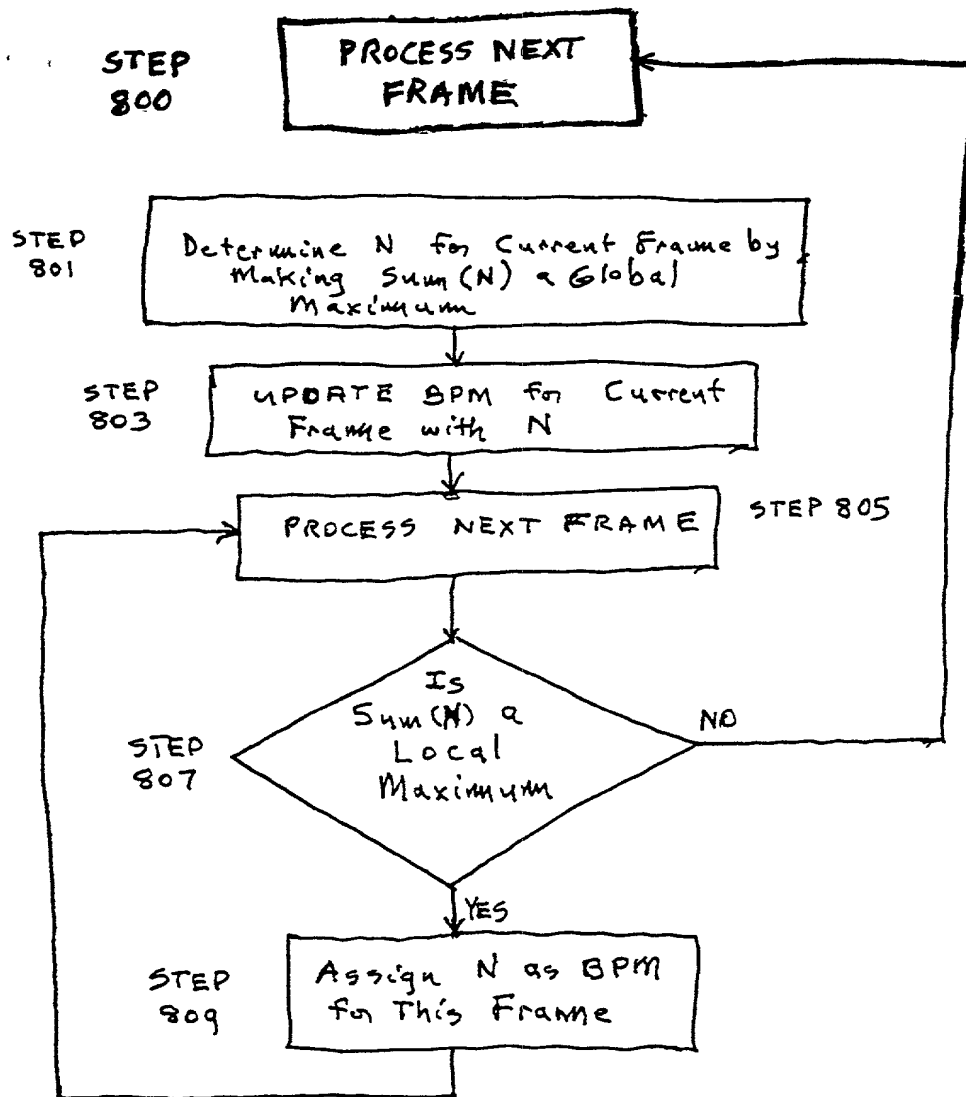 STEP
800
PROCESS NEXT
FRAME
STEP
801
Determine N for Current Frame by
Making Sum(N) a Global
Maximum
STEP
803
UPDATE BPM for Current
Frame with N
PROCESS NEXT FRAME
STEP 805
STEP
807
Is
Sum(N) a
Local
Maximum
NO
YES
STEP
809
Assign N as BPM
for This Frame